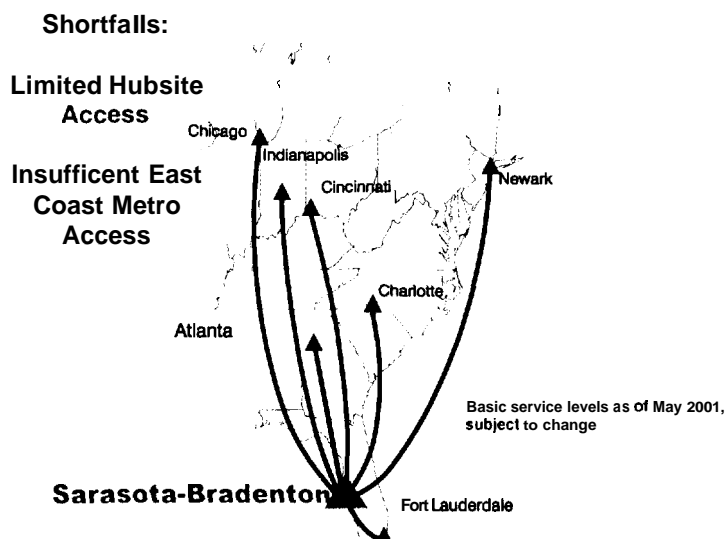 Shortfalls:
Limited Hubsite
Access
Insufficent East
Coast Metro
Access
Chicago
Indianapolis
Cincinnati
Newark
Charlotte
Atlanta
Basic service levels as of May 2001,
subject to change
Sarasota-Bradenton
Fort Lauderdale